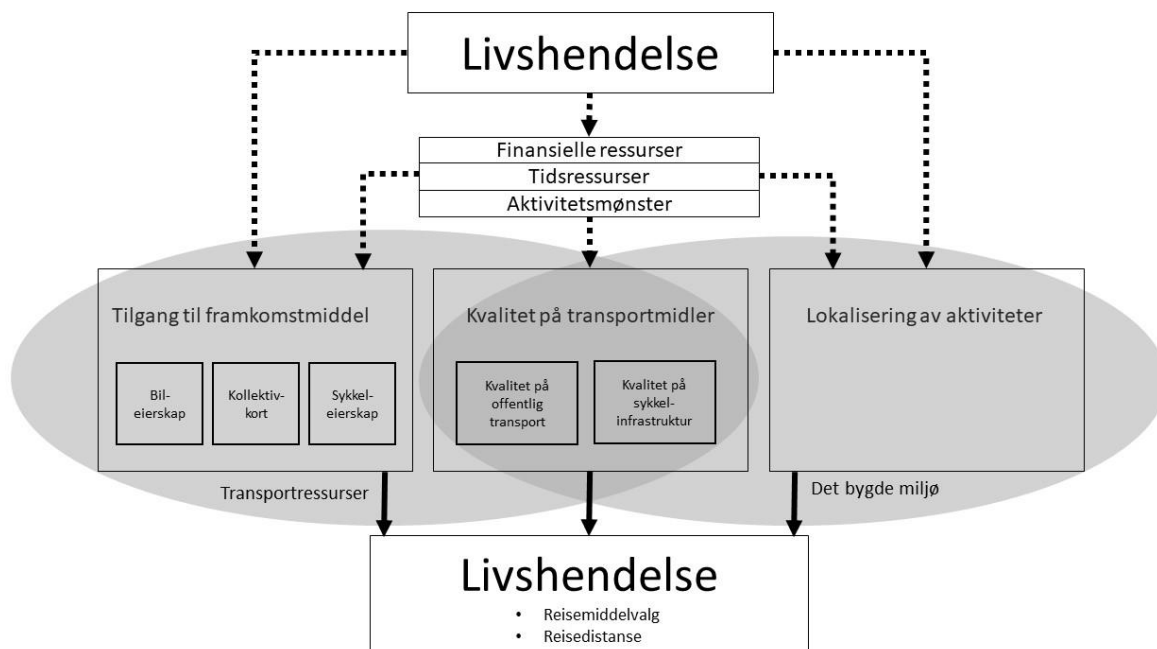 Livshendelse
Finansielle ressurser
Tidsressurser
Aktivitetsmønster
Tilgang til framkomstmiddel
Bil-
eierskap
Kollektiv-
kort
Sykkel-
eierskap
Kvalitet på transportmidler
Kvalitet på
offentlig
transport
Kvalitet på
sykkel-
infrastruktur
Lokalisering av aktiviteter
Transportressurser
Det bygde miljø
Livshendelse
• Reisemiddelvalg
• Reisedistanse